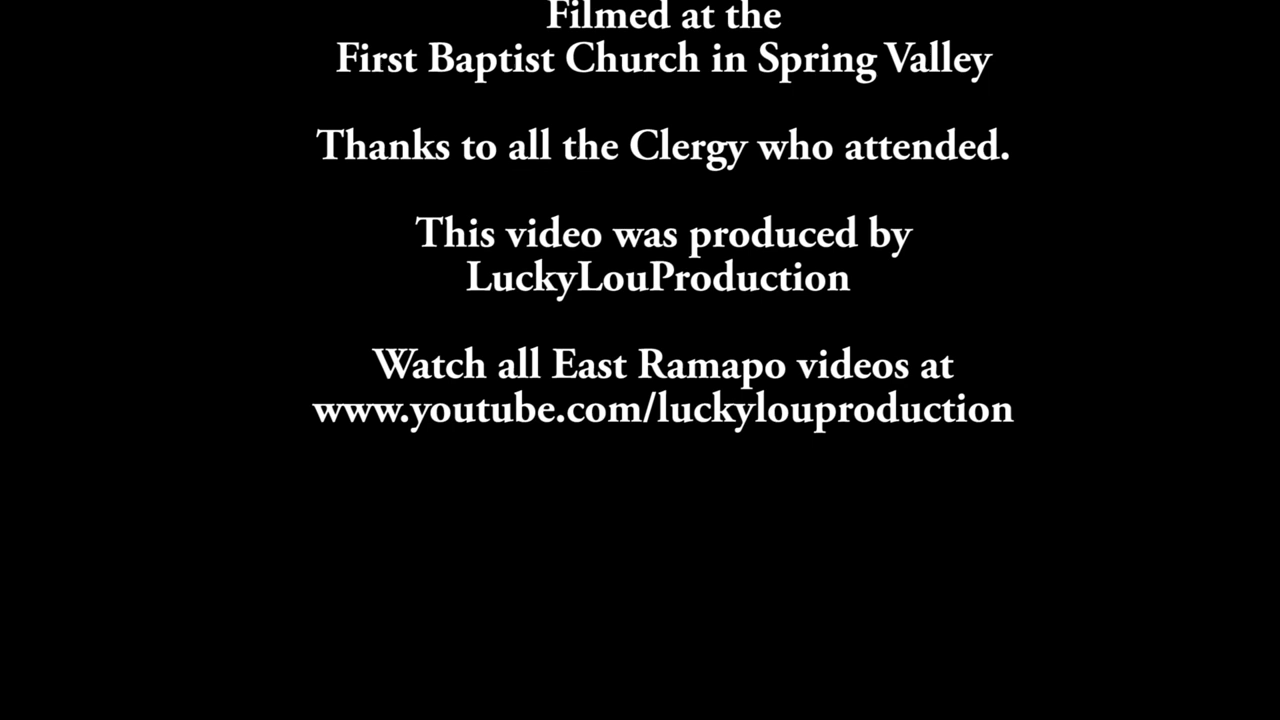 Filmed at the
First Baptist Church in Spring Valley
Thanks to all the Clergy who attended.
This video was produced by
LuckyLouProduction
Watch all East Ramapo videos at
www.youtube.com/luckylouproduction